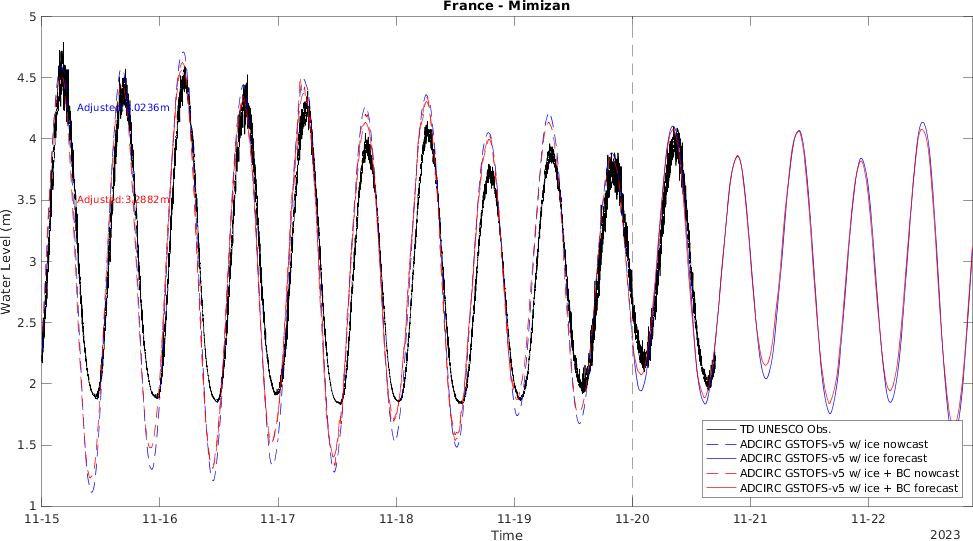 France - Mimizan
Water Level (m)
5
4.5
4
3.5
3
2.5
2
1.5
1
Adjusted:3.2882m
TD UNESCO Obs.
ADCIRC GSTOFS-v5 w/ ice nowcast
ADCIRC GSTOFS-v5 w/ ice forecast
ADCIRC GSTOFS-v5 w/ ice + BC nowcast
ADCIRC GSTOFS-v5 w/ ice + BC forecast
11-15 11-16 11-17 11-18 11-19 11-20 11-21 11-22
Time
2023